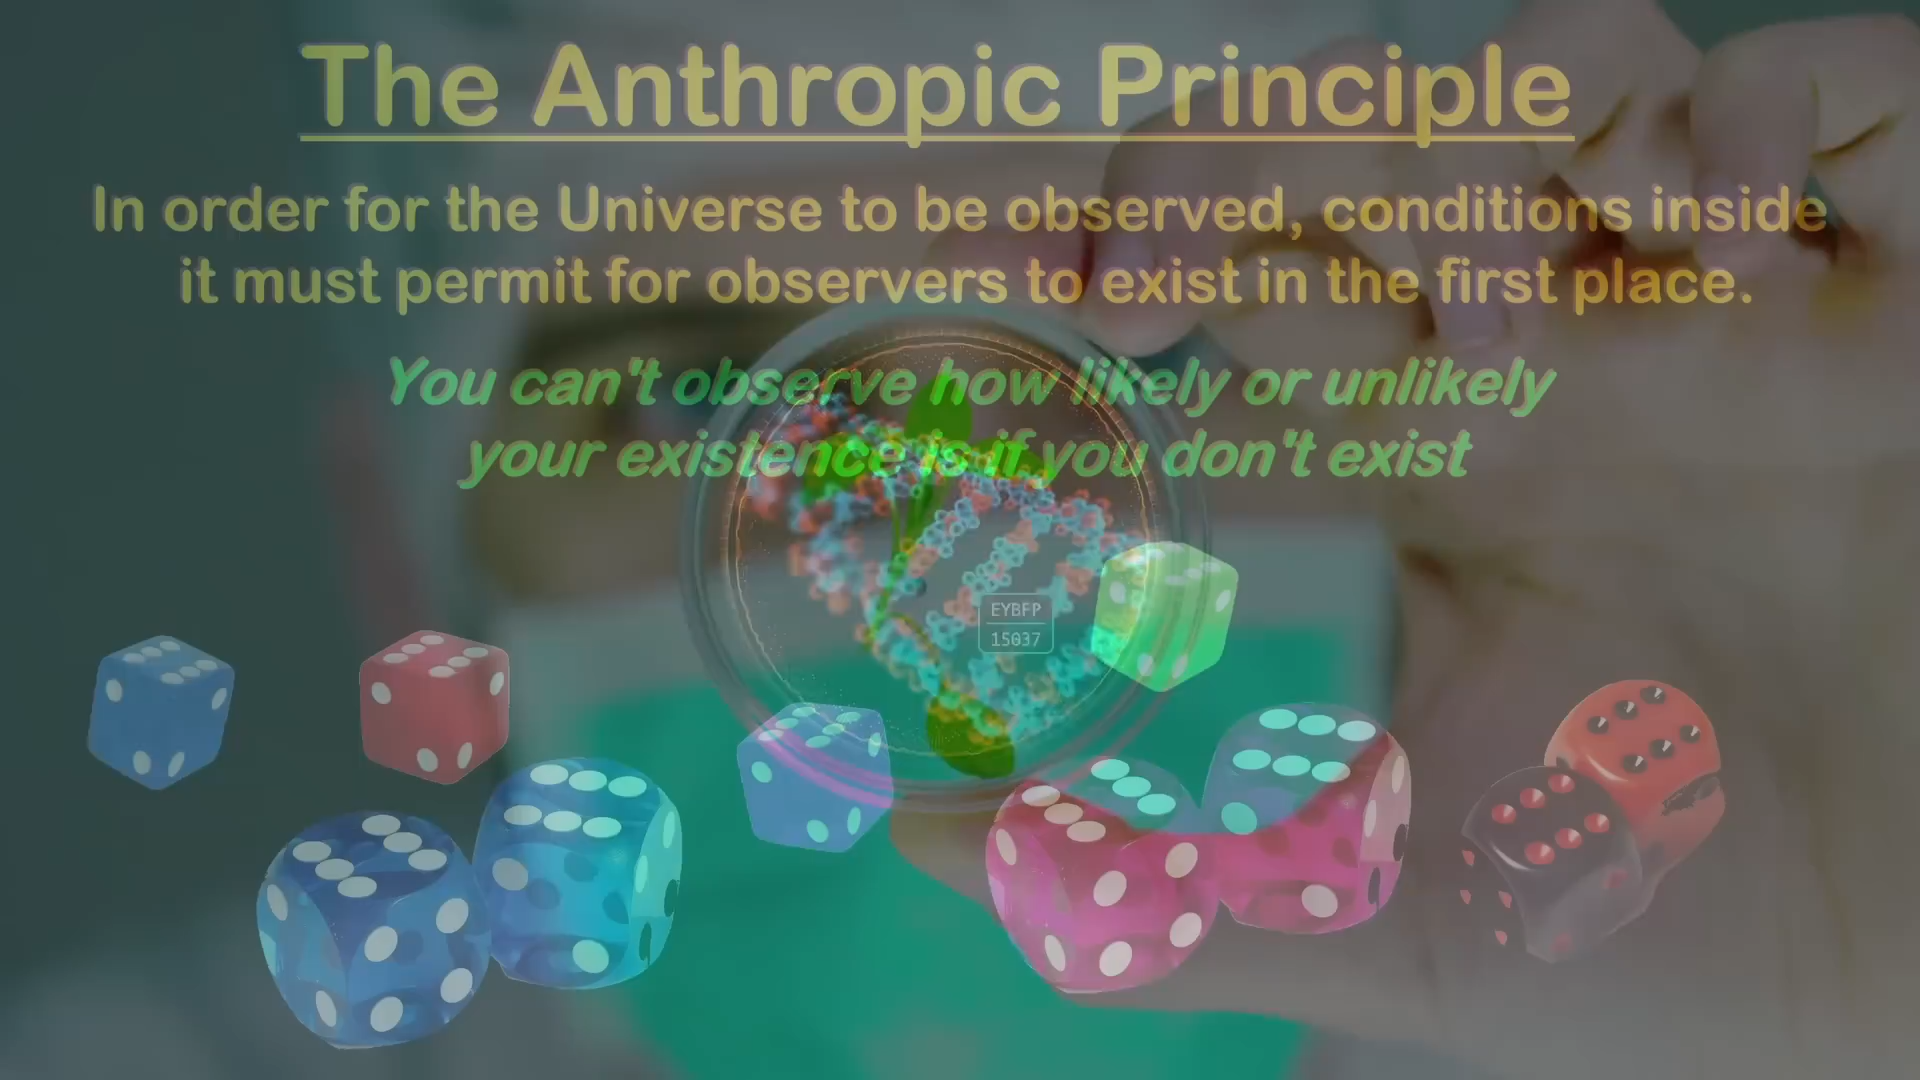 The Anthropic Principle
In order for the Universe to be observed, conditions inside
it must permit for observers to exist in the first place.
You can't observe how likely or unlikely
your existence is if you don't exist
EYBFP
15037